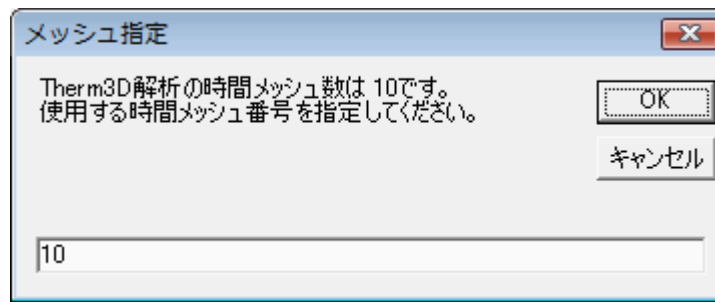 メッシュ指定
Therm3D解析の時間メッシュ数は 10です。
使用する時間メッシュ番号を指定してください。
OK
キャンセル
10